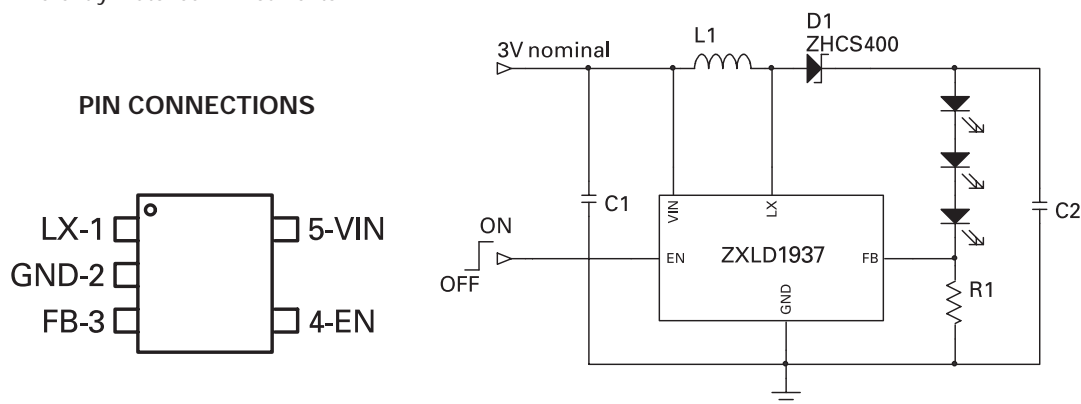 PIN CONNECTIONS
LX-1
GND-2
FB-3
5-VIN
4-EN
3V nominal
L1
D1
ZHCS400
C1
VIN
LX
ON
OFF
EN
ZXLD1937
FB
GND
R1
C2